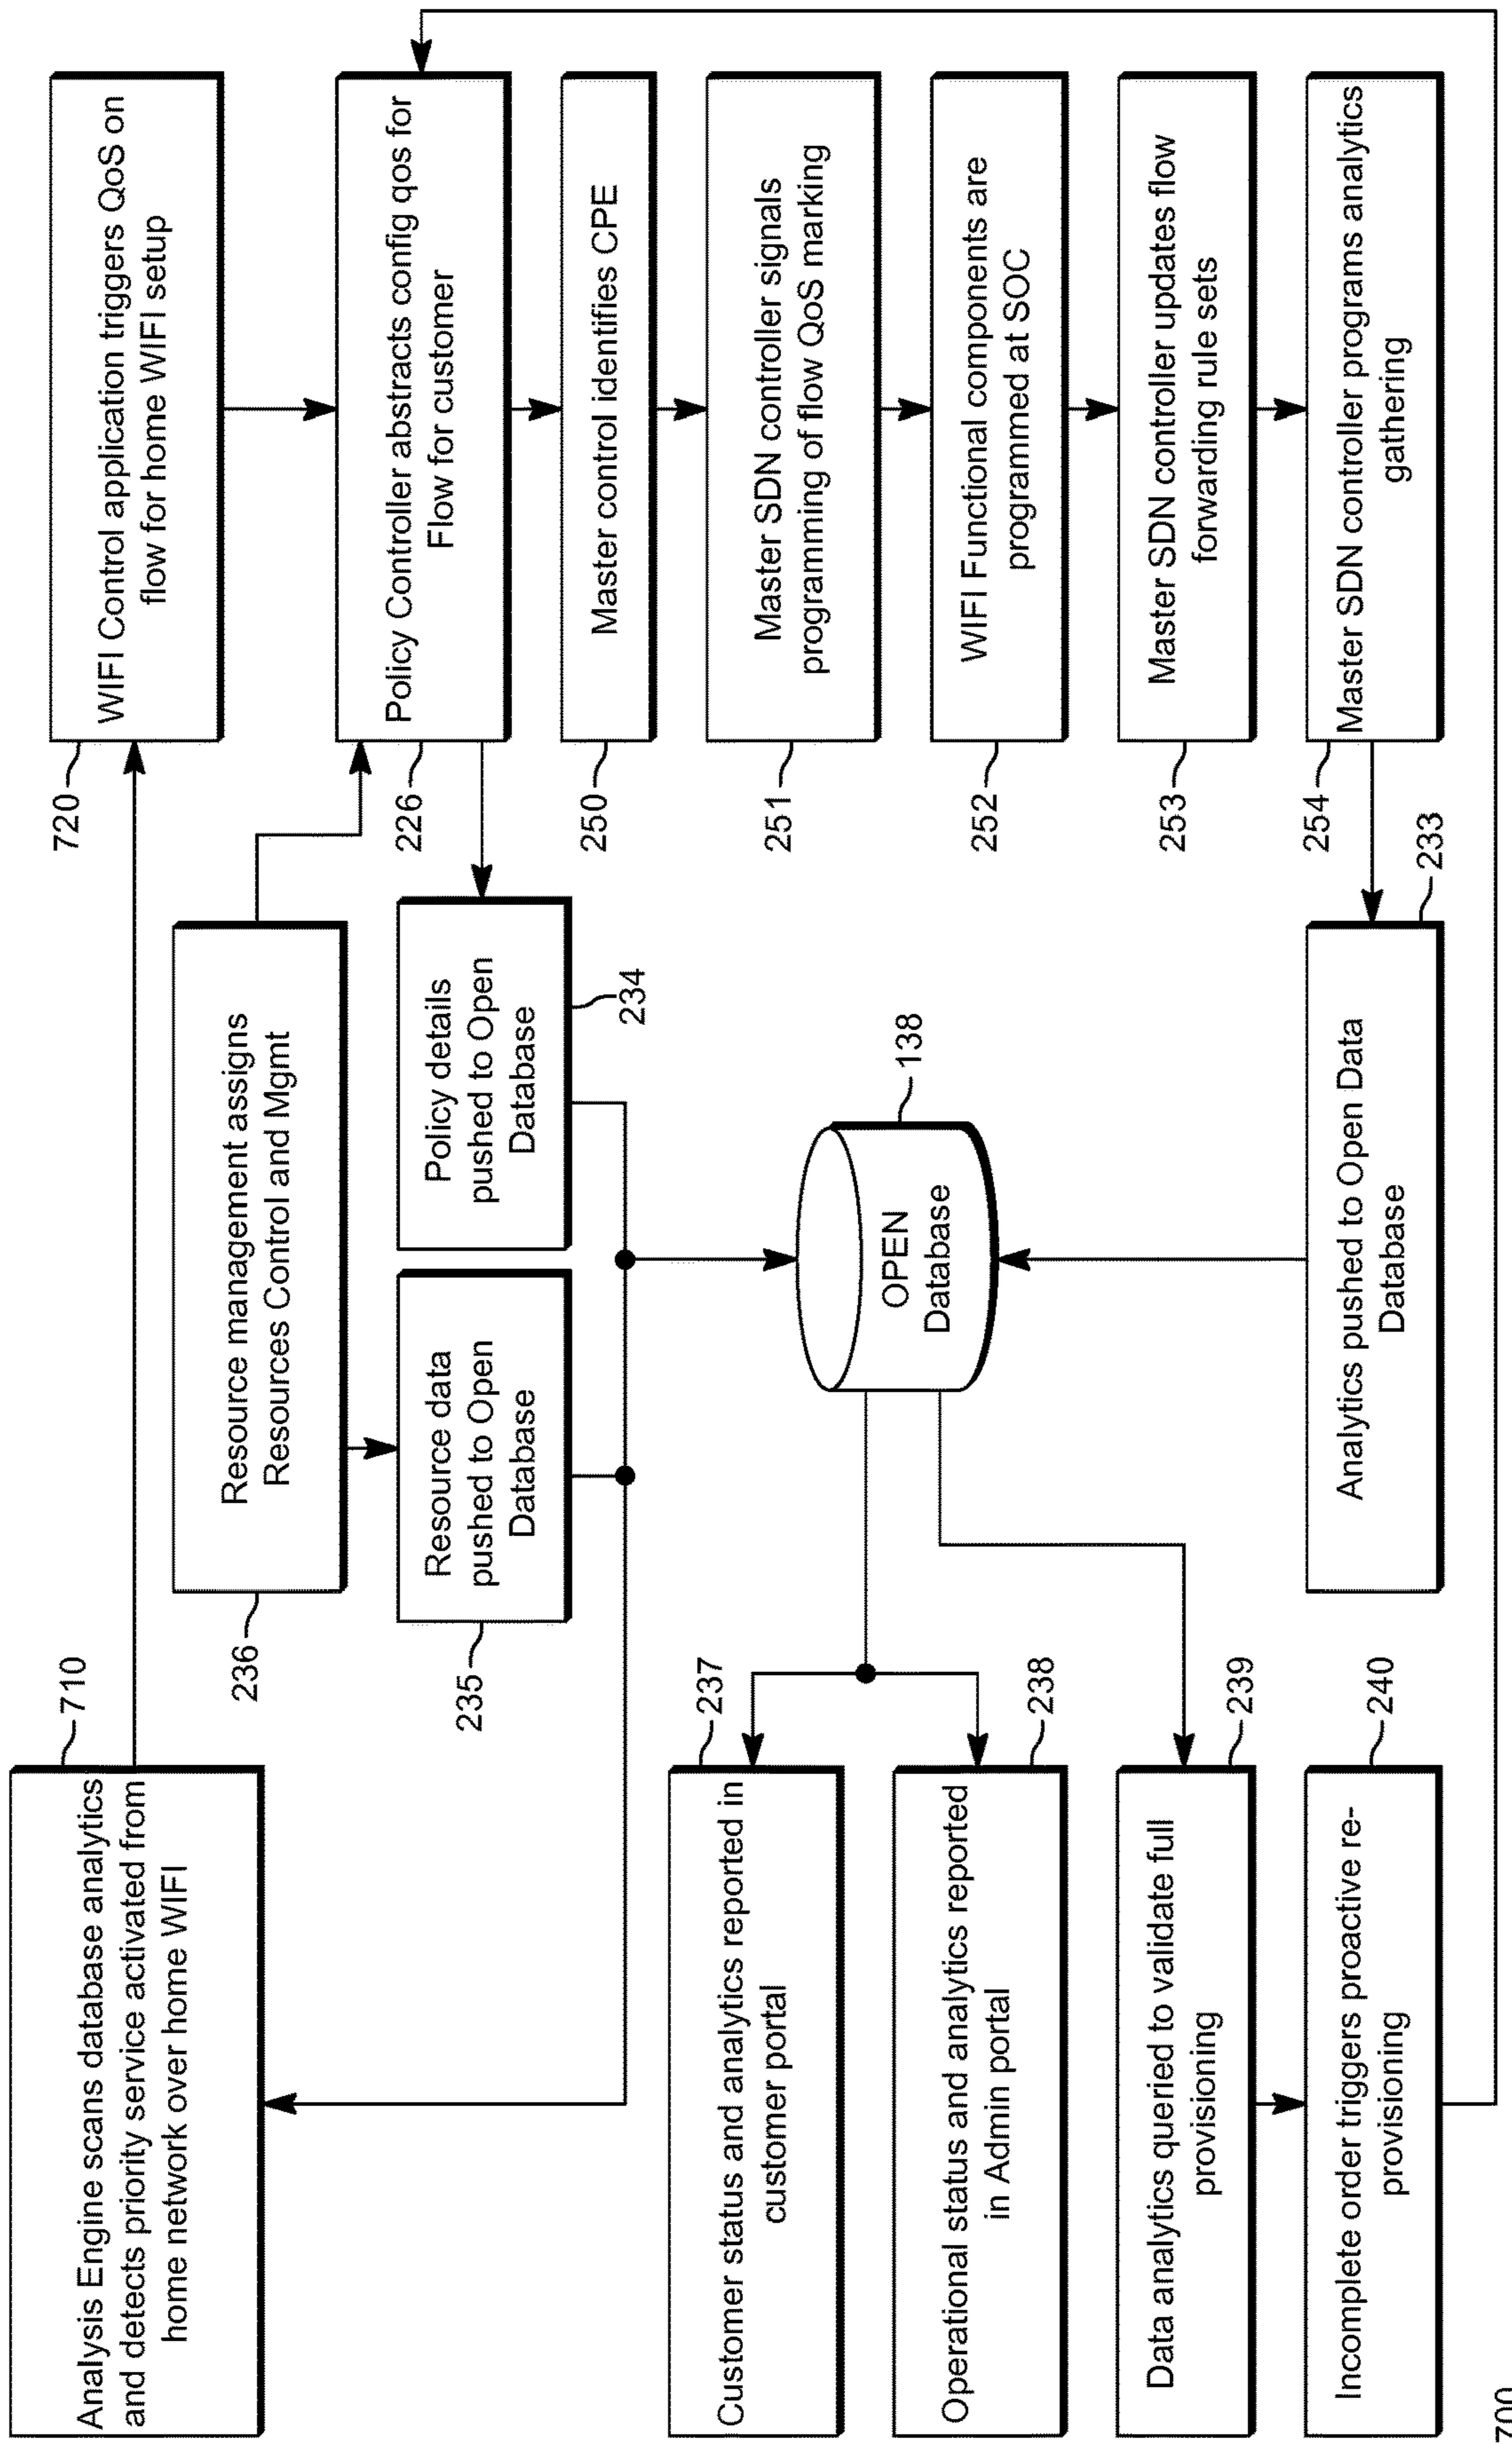 710
Analysis Engine scans database analytics
and detects priority service activated from
home network over home WIFI
720
WIFI Control application triggers QoS on
flow for home WIFI setup
236
Resource management assigns
Resources Control and Mgmt
226
Policy Controller abstracts config qos for
Flow for customer
235
Resource data
pushed to Open
Database
Policy details
pushed to Open
Database
234
250
Master control identifies CPE
237
Customer status and analytics reported in
customer portal
138
OPEN
Database
251
Master SDN controller signals
programming of flow QoS marking
238
Operational status and analytics reported
in Admin portal
252
WIFI Functional components are
programmed at SOC
239
Data analytics queried to validate full
provisioning
253
Master SDN controller updates flow
forwarding rule sets
240
Incomplete order triggers proactive re-
provisioning
233
Analytics pushed to Open Data
Database
254
Master SDN controller programs analytics
gathering
700